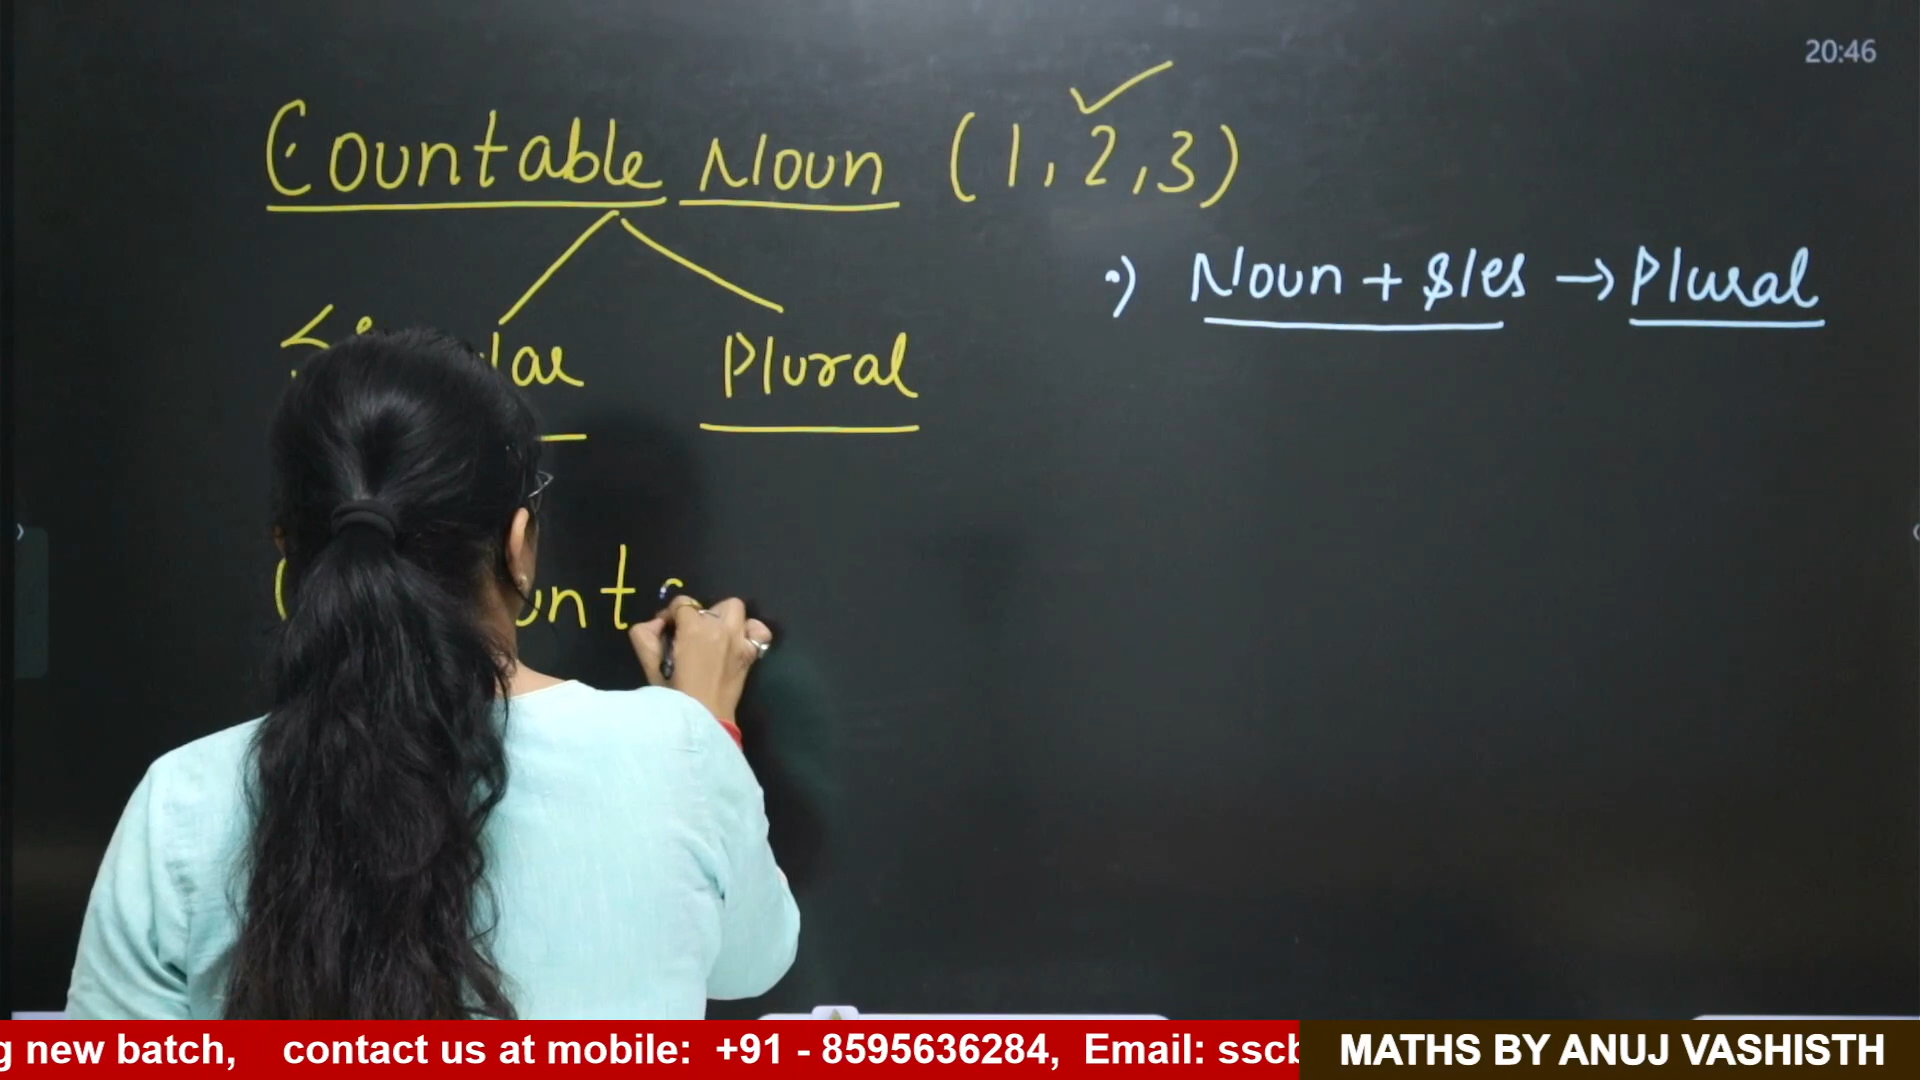 20:46
Countable Noun (1, 2, 3)
•) Noun + s/es → Plural
Plural
g new batch, contact us at mobile: +91 - 8595636284, Email: sscb
MATHS BY ANUJ VASHISTH